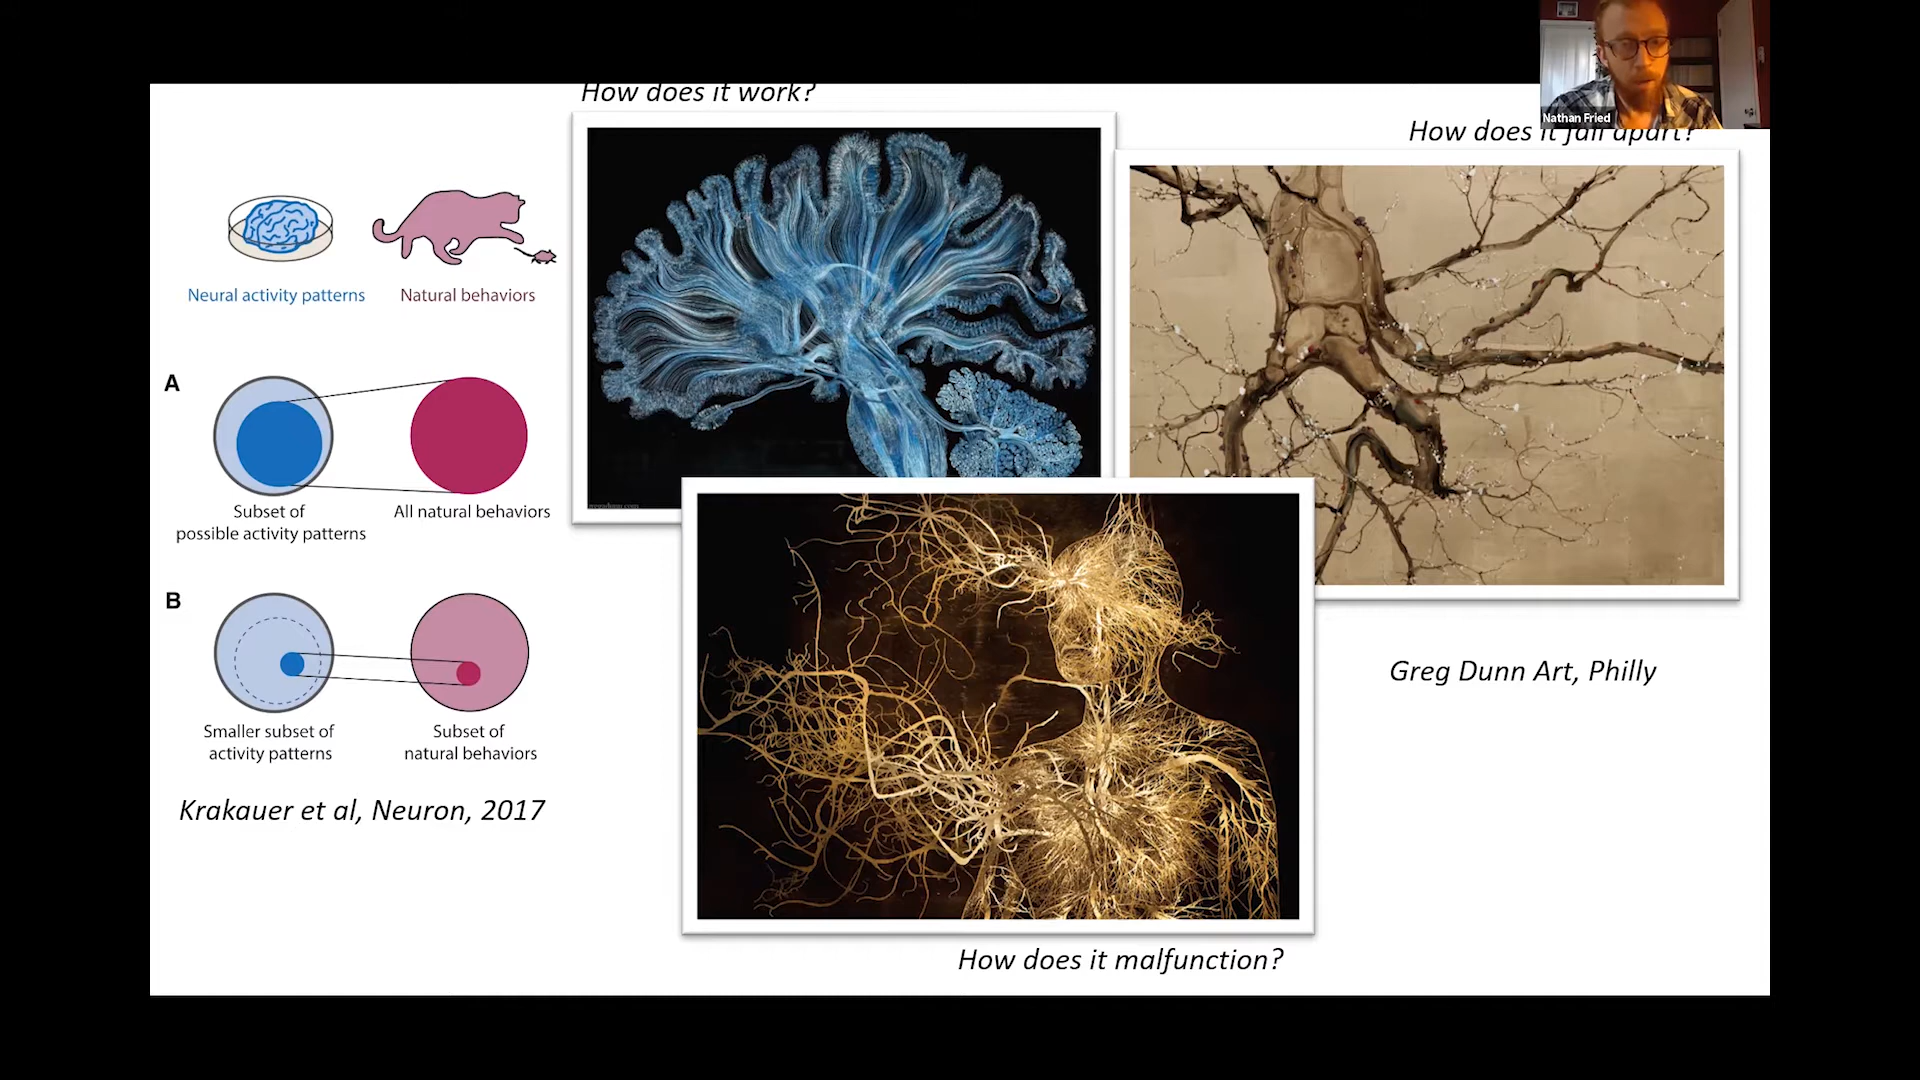 How does it work?
Nathan Fried
How does it fall apart?
Neural activity patterns
Natural behaviors
A
Subset of
possible activity patterns
All natural behaviors
B
Smaller subset of
activity patterns
Subset of
natural behaviors
Krakauer et al, Neuron, 2017
Greg Dunn Art, Philly
How does it malfunction?